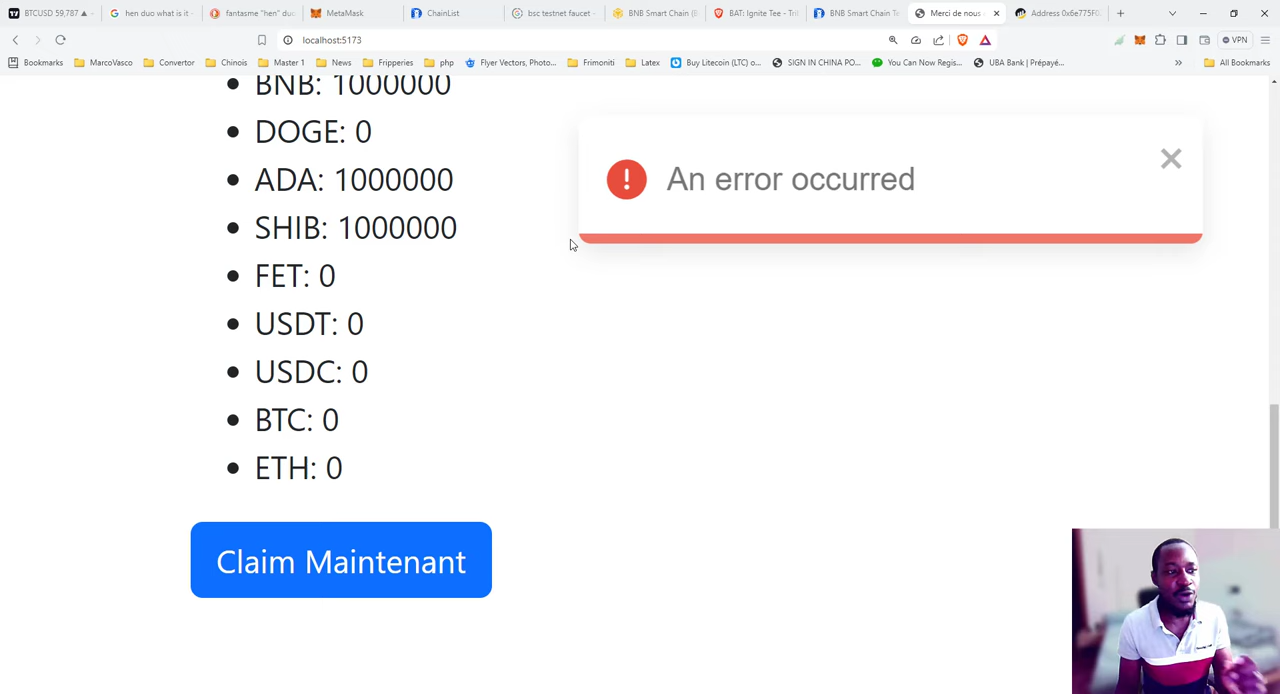 BTCUSD 59,787 ▲
hen duo what is it -
fantasme "hen" duo
MetaMask
ChainList
bsc testnet faucet -
BNB Smart Chain (B
BAT: Ignite Tee - Tri
BNB Smart Chain Te
Merci de nous
Address 0x6e775F0
localhost:5173
VPN
Bookmarks
MarcoVasco
Convertor
Chinois
Master 1
News
Fripperies
php
Flyer Vectors, Photo...
Frimoniti
Latex
Buy Litecoin (LTC) o...
SIGN IN CHINA PO...
You Can Now Regis...
UBA Bank | Prépayé...
All Bookmarks
BNB: 1000000
DOGE: 0
ADA: 1000000
SHIB: 1000000
FET: 0
USDT: 0
USDC: 0
BTC: 0
ETH: 0
An error occurred
Claim Maintenant